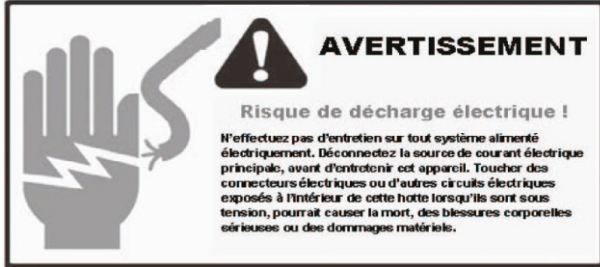 AVERTISSEMENT
Risque de décharge électrique !
N'effectuez pas d'entretien sur tout système alimenté
électriquement. Déconnectez la source de courant électrique
principale, avant d'entretenir cet appareil. Toucher des
connecteurs électriques ou d'autres circuits électriques
exposés à l'intérieur de cette hotte lorsqu'ils sont sous
tension, pourrait causer la mort, des blessures corporelles
sérieuses ou des dommages matériels.